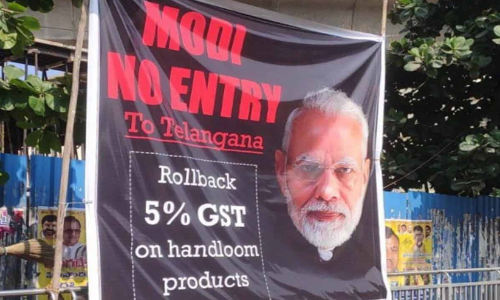 MODI
NO ENTRY
To Telangana
Rollback
5% GST
on handloom
products